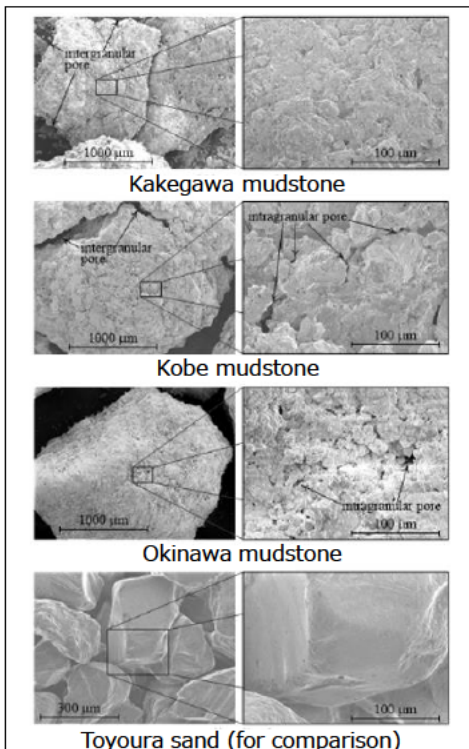 intergranular
pore
1000 μm
100 μm
Kakegawa mudstone
intergranular
pore
intragranular pore
1000 μm
100 μm
Kobe mudstone
1000 μm
intragranular pore
100 μm
Okinawa mudstone
300 μm
100 μm
Toyoura sand (for comparison)